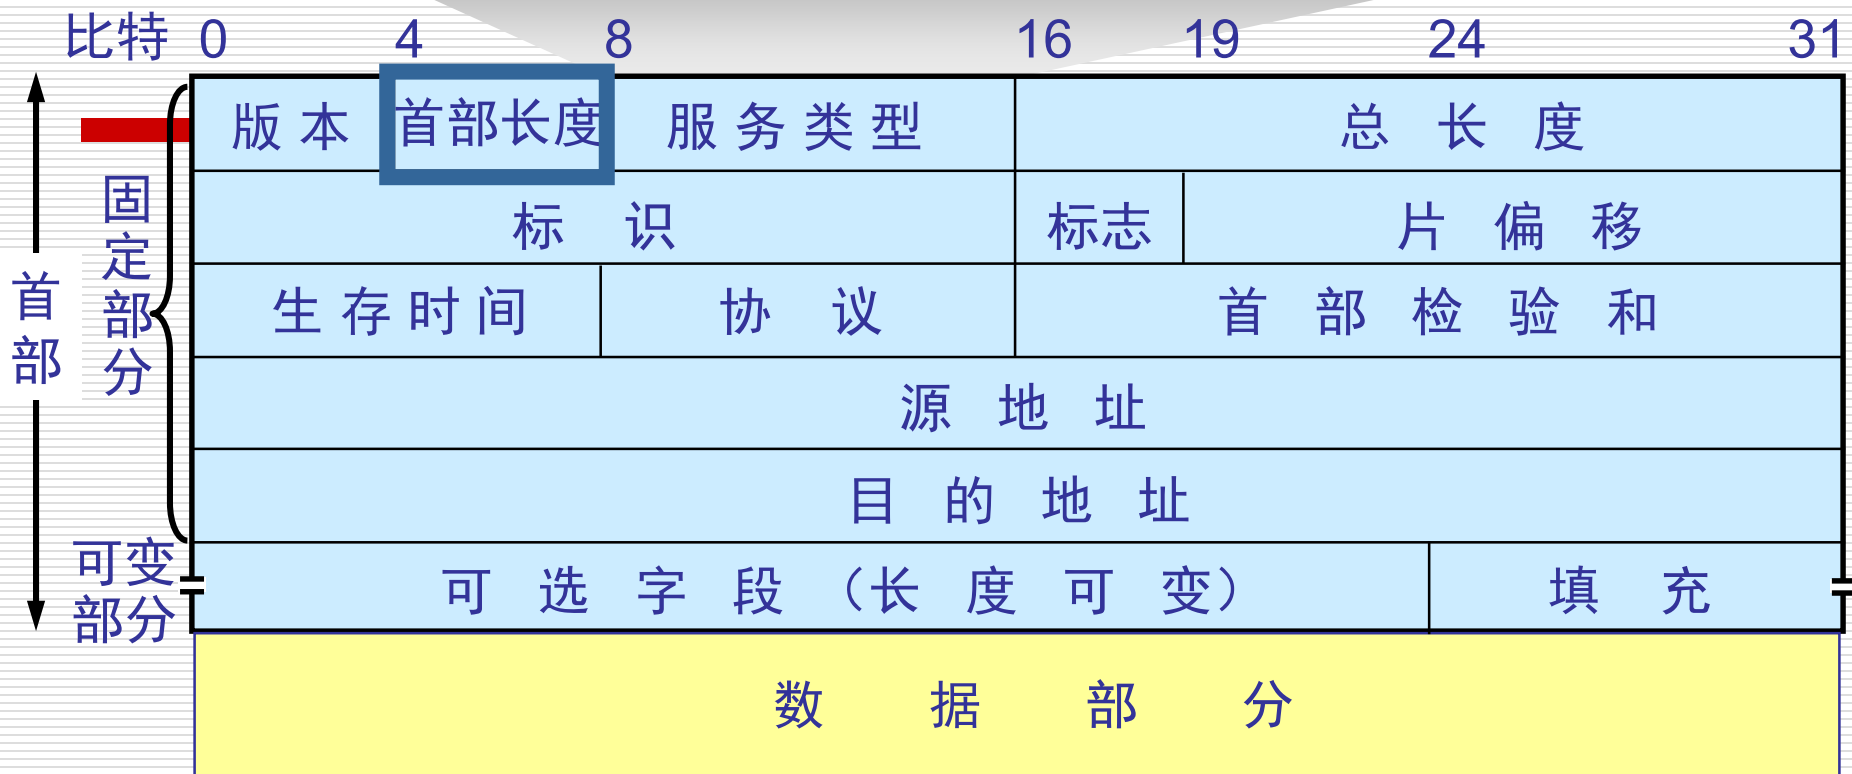 比特 0 4 8 16 19 24 31
版本 首部长度 服务类型 总长度
标识 标志 片偏移
生存时间 协议 首部检验和
源地址
目的地址
可选字段（长度可变） 填充
数据部分
首部
固定部分
可变
部分